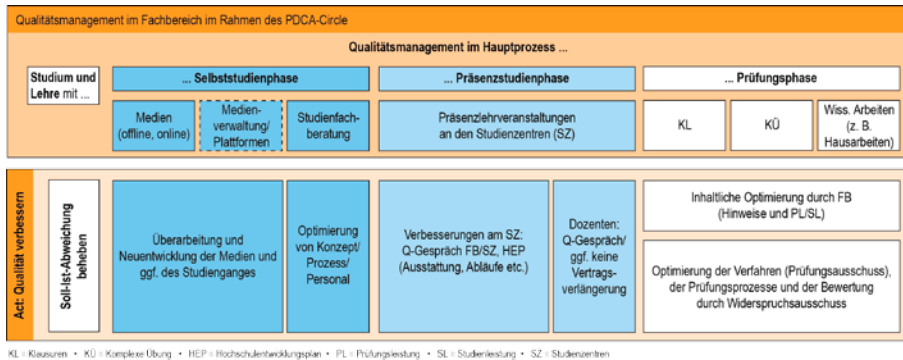 Qualitätsmanagement im Fachbereich im Rahmen des PDCA-Circle
Qualitätsmanagement im Hauptprozess ...
Studium und
Lehre mit ...
... Selbststudienphase
... Präsenzstudienphase
... Prüfungsphase
Medien
(offline, online)
Medien-
verwaltung/
Plattformen
Studienfach-
beratung
Präsenzlehrveranstaltungen
an den Studienzentren (SZ)
KL
KÜ
Wiss. Arbeiten
(z. B.
Hausarbeiten)
Act: Qualität verbessern
Soll-Ist-Abweichung
beheben
Überarbeitung und
Neuentwicklung der Medien und
ggf. des Studienganges
Optimierung
von Konzept/
Prozess/
Personal
Verbesserungen am SZ:
Q-Gespräch FB/SZ, HEP
(Ausstattung, Abläufe etc.)
Dozenten:
Q-Gespräch/
ggf. keine
Vertrags-
verlängerung
Inhaltliche Optimierung durch FB
(Hinweise und PL/SL)
Optimierung der Verfahren (Prüfungsausschuss),
der Prüfungsprozesse und der Bewertung
durch Widerspruchsausschuss
KL = Klausuren • KÜ = Komplexe Übung • HEP = Hochschulentwicklungsplan • PL = Prüfungsleistung • SL = Studienleistung • SZ = Studienzentren